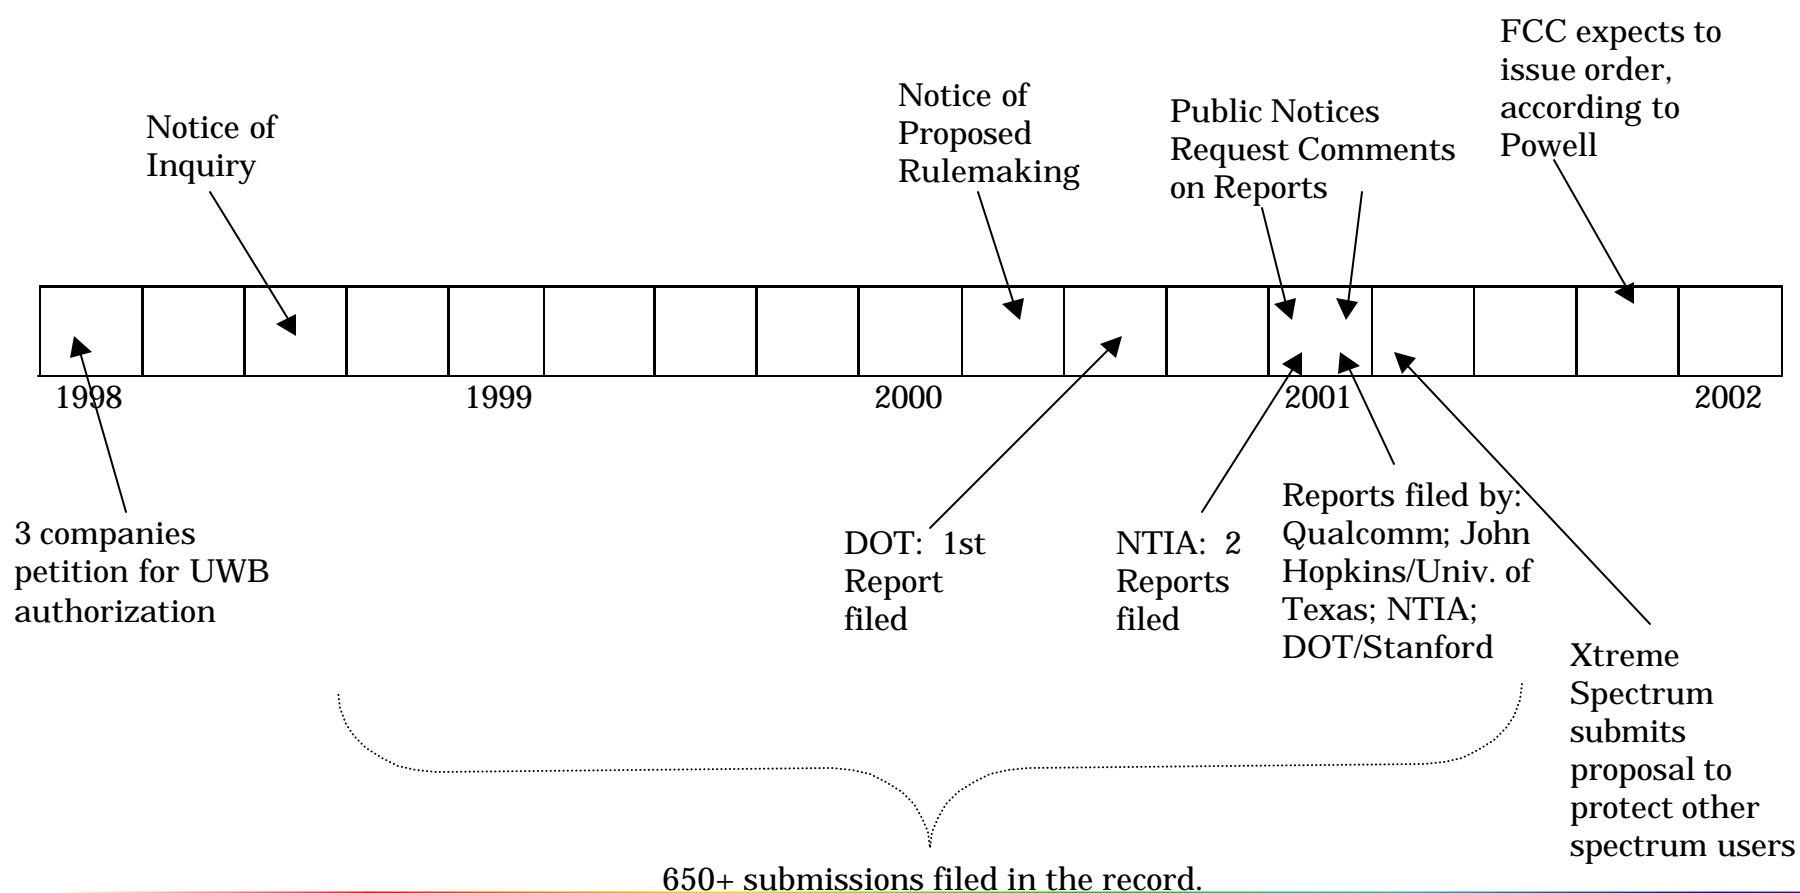 FCC expects to
issue order,
according to
Powell
Notice of
Proposed
Rulemaking
Public Notices
Request Comments
on Reports
Notice of
Inquiry
1998
1999
2000
2001
2002
3 companies
petition for UWB
authorization
DOT:  1st
Report
filed
NTIA:  2
Reports
filed
Reports filed by:
Qualcomm; John
Hopkins/Univ. of
Texas; NTIA;
DOT/Stanford
Xtreme
Spectrum
submits
proposal to
protect other
spectrum users
650+ submissions filed in the record.